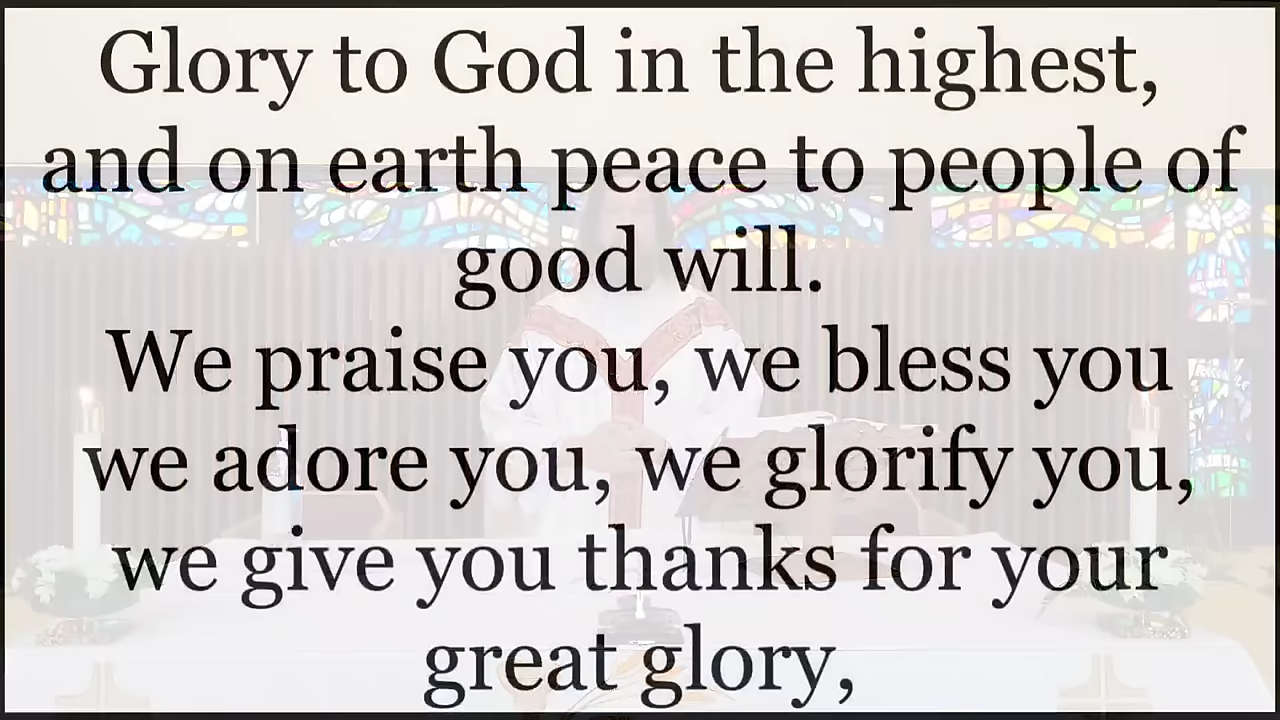 Glory to God in the highest,
and on earth peace to people of
good will.
We praise you, we bless you
we adore you, we glorify you,
we give you thanks for your
great glory,